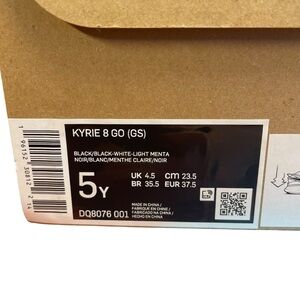 KYRIE 8 GO (GS)
BLACK/BLACK-WHITE-LIGHT MENTA
NOIR/BLANC/MENTHE CLAIRE/NOIR
5Y
UK 4.5 CM 23.5
BR 35.5 EUR 37.5
DQ8076 001
MADE IN CHINA /
FABRIQUE EN CHINE /
FABRICADO NA CHINA /
HECHO EN CHINA